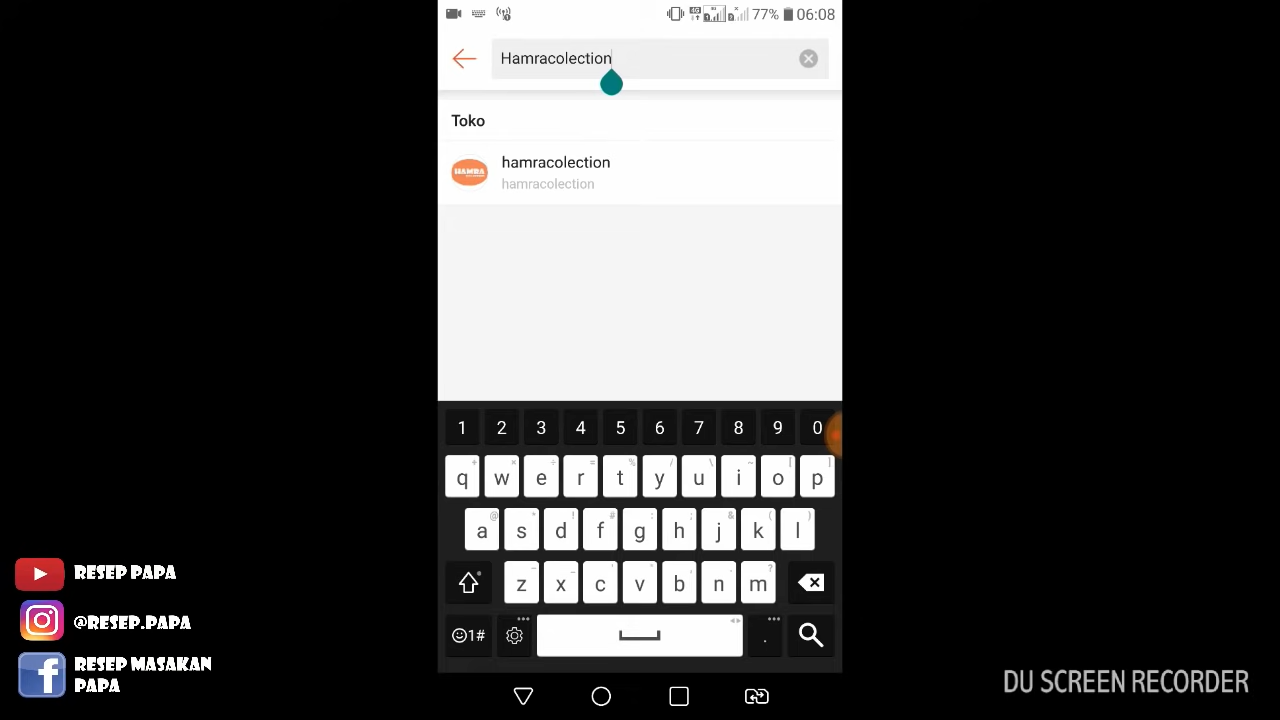 77% 06:08
Hamracolection
Toko
HAMRA
hamracolection
hamracolection
1 2 3 4 5 6 7 8 9 0
q w e r t y u i o p
a s d f g h j k l
z x c v b n m
1# .
RESEP PAPA
@RESEP.PAPA
RESEP MASAKAN
PAPA
DU SCREEN RECORDER